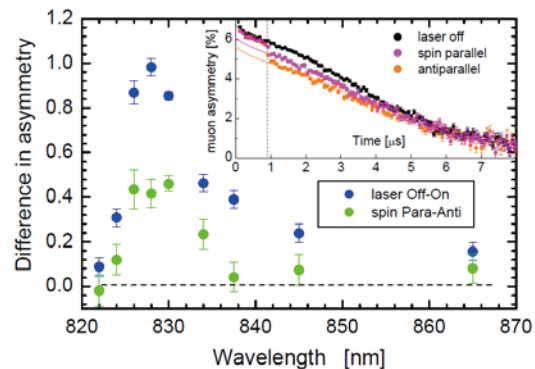 Difference in asymmetry
1.2
1.0
0.8
0.6
0.4
0.2
0.0
820
830
840
850
860
870
Wavelength [nm]
muon asymmetry [%]
6
4
2
0
0
1
2
3
4
5
6
7
Time [μs]
laser off
spin parallel
antiparallel
laser Off-On
spin Para-Anti